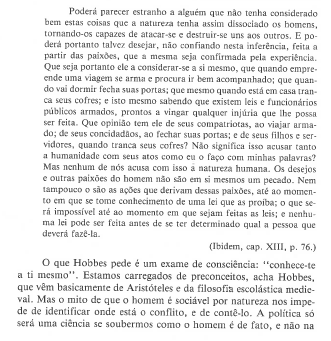 Poderá parecer estranho a alguém que não tenha considerado
bem estas coisas que a natureza tenha assim dissociado os homens,
tornando-os capazes de atacar-se e destruir-se uns aos outros. E po-
derá portanto talvez desejar, não confiando nesta inferência, feita a
partir das paixões, que a mesma seja confirmada pela experiência.
Que seja portanto ele a considerar-se a si mesmo, que quando empre-
ende uma viagem se arma e procura ir bem acompanhado; que quan-
do vai dormir fecha suas portas; que mesmo quando está em casa tran-
ca seus cofres; e isto mesmo sabendo que existem leis e funcionários
públicos armados, prontos a vingar qualquer injúria que lhe possa
ser feita. Que opinião tem ele de seus compatriotas, ao viajar arma-
do; de seus concidadãos, ao fechar suas portas; e de seus filhos e ser-
vidores, quando tranca seus cofres? Não significa isso acusar tanto
a humanidade com seus atos como eu o faço com minhas palavras?
Mas nenhum de nós acusa com isso a natureza humana. Os desejos
e outras paixões do homem não são em si mesmos um pecado. Nem
tampouco o são as ações que derivam dessas paixões, até ao momen-
to em que se tome conhecimento de uma lei que as proíba; o que se-
rá impossível até ao momento em que sejam feitas as leis; e nenhu-
ma lei pode ser feita antes de se ter determinado qual a pessoa que
deverá fazê-la.
(Ibidem, cap. XIII, p. 76.)
O que Hobbes pede é um exame de consciência: "conhece-te
a ti mesmo". Estamos carregados de preconceitos, acha Hobbes,
que vêm basicamente de Aristóteles e da filosofia escolástica medie-
val. Mas o mito de que o homem é sociável por natureza nos impe-
de de identificar onde está o conflito, e de contê-lo. A política só
será uma ciência se soubermos como o homem é de fato, e não na